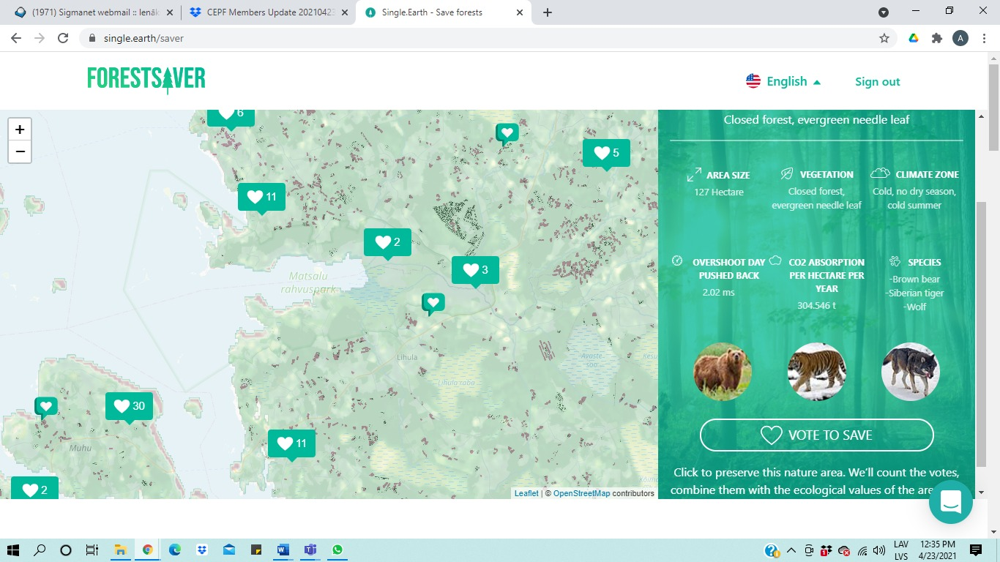 (1971) Sigmanet webmail :: Ienāk
CEPF Members Update 20210423
Single.Earth - Save forests
single.earth/saver
A
FORESTSAVER
English
Sign out
+
−
6
5
11
2
3
30
11
2
Matsalu
rahvuspark
Lihula
Lihula raba
Avaste
soo
Muhu
Leaflet | © OpenStreetMap contributors
Closed forest, evergreen needle leaf
AREA SIZE
127 Hectare
VEGETATION
Closed forest,
evergreen needle leaf
CLIMATE ZONE
Cold, no dry season,
cold summer
OVERSHOOT DAY
PUSHED BACK
2.02 ms
CO2 ABSORPTION
PER HECTARE PER
YEAR
304.546 t
SPECIES
-Brown bear
-Siberian tiger
-Wolf
VOTE TO SAVE
Click to preserve this nature area. We'll count the votes,
combine them with the ecological values of the are
LAV
LVS
12:35 PM
4/23/2021